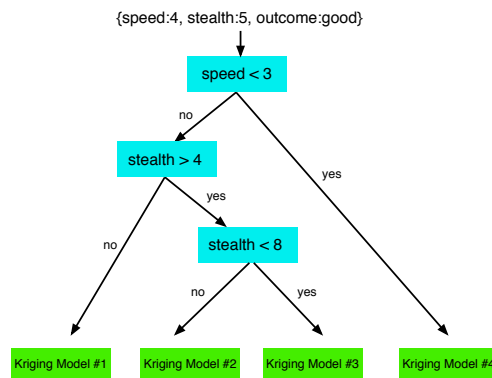 {speed:4, stealth:5, outcome:good}
speed < 3
no
stealth > 4
yes
yes
no
stealth < 8
no
yes
Kriging Model #1
Kriging Model #2
Kriging Model #3
Kriging Model #4